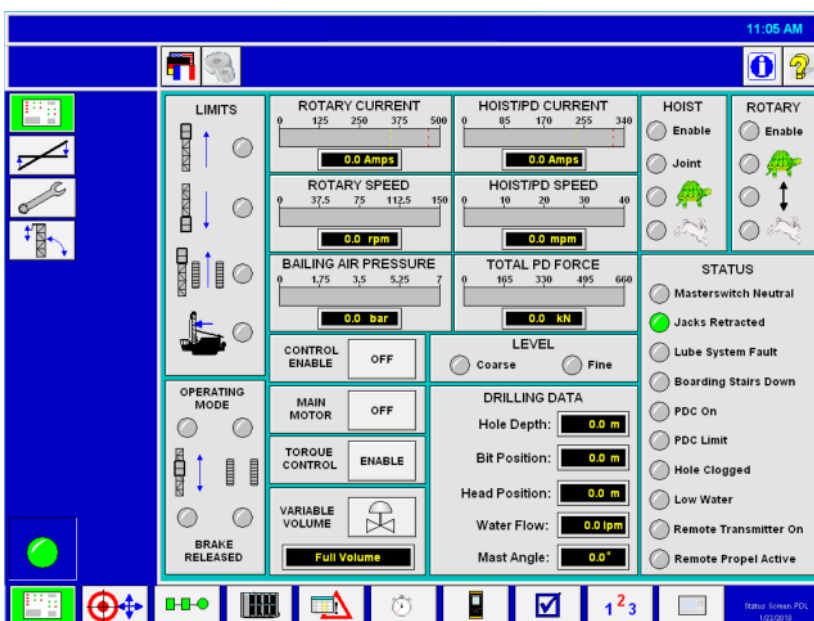 11:05 AM
LIMITS
ROTARY CURRENT
0 125 250 375 500
0.0 Amps
HOIST/PD CURRENT
0 85 170 255 340
0.0 Amps
ROTARY SPEED
0 37.5 75 112.5 150
0.0 rpm
HOIST/PD SPEED
0 10 20 30 40
0.0 mpm
BAILING AIR PRESSURE
0 1.75 3.5 5.25 7
0.0 bar
TOTAL PD FORCE
0 165 330 495 660
0.0 kN
HOIST
Enable
Joint
ROTARY
Enable
CONTROL
ENABLE
OFF
LEVEL
Coarse Fine
OPERATING
MODE
BRAKE
RELEASED
MAIN
MOTOR
OFF
TORQUE
CONTROL
ENABLE
VARIABLE
VOLUME
Full Volume
DRILLING DATA
Hole Depth: 0.0 m
Bit Position: 0.0 m
Head Position: 0.0 m
Water Flow: 0.0 lpm
Mast Angle: 0.0°
STATUS
Masterswitch Neutral
Jacks Retracted
Lube System Fault
Boarding Stairs Down
PDC On
PDC Limit
Hole Clogged
Low Water
Remote Transmitter On
Remote Propel Active
1 2 3
Status Screen.PDL
1/22/2010